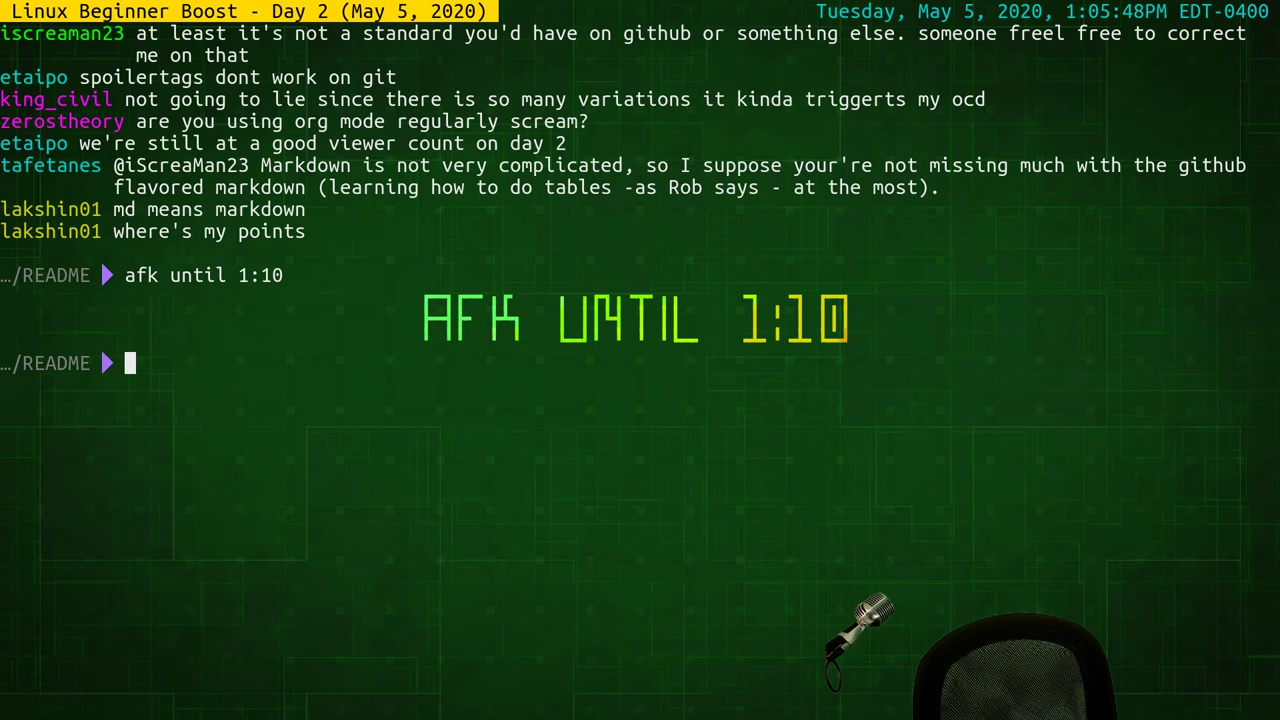 Linux Beginner Boost - Day 2 (May 5, 2020)
Tuesday, May 5, 2020, 1:05:48PM EDT-0400
iscreaman23 at least it's not a standard you'd have on github or something else. someone freel free to correct
me on that
etaipo spoilertags dont work on git
king_civil not going to lie since there is so many variations it kinda triggerts my ocd
zerostheory are you using org mode regularly scream?
etaipo we're still at a good viewer count on day 2
tafetanes @iScreaMan23 Markdown is not very complicated, so I suppose your're not missing much with the github
flavored markdown (learning how to do tables -as Rob says - at the most).
lakshin01 md means markdown
lakshin01 where's my points
…/README afk until 1:10
AFK UNTIL 1:10
…/README